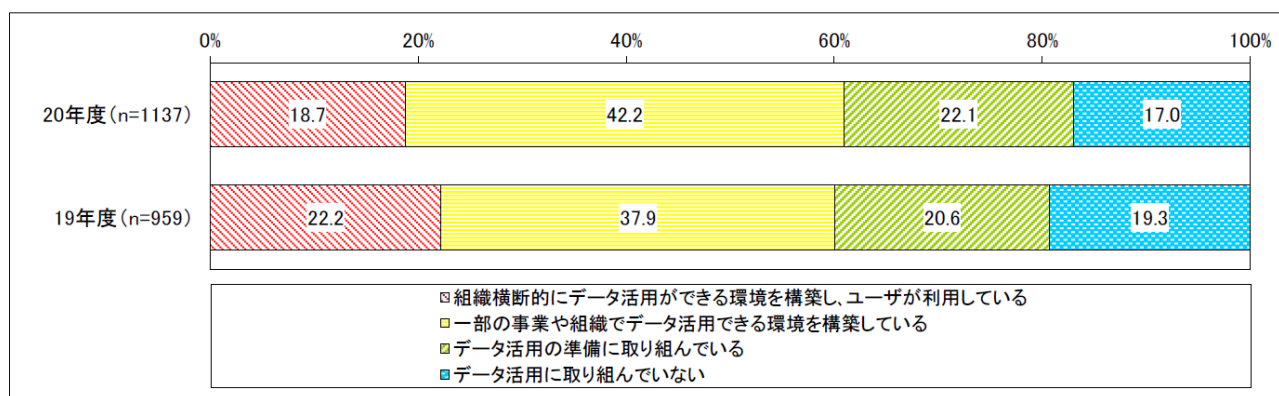 0% 20% 40% 60% 80% 100%
20年度(n=1137) 18.7 42.2 22.1 17.0
19年度(n=959) 22.2 37.9 20.6 19.3
組織横断的にデータ活用ができる環境を構築し、ユーザが利用している
一部の事業や組織でデータ活用できる環境を構築している
データ活用の準備に取り組んでいる
データ活用に取り組んでいない